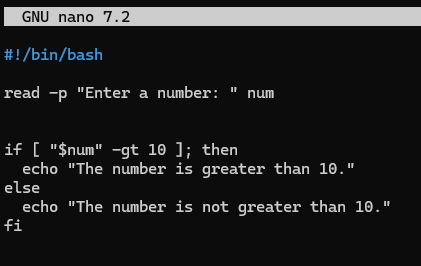 GNU nano 7.2
#!/bin/bash
read -p "Enter a number: " num
if [ "$num" -gt 10 ]; then
  echo "The number is greater than 10."
else
  echo "The number is not greater than 10."
fi